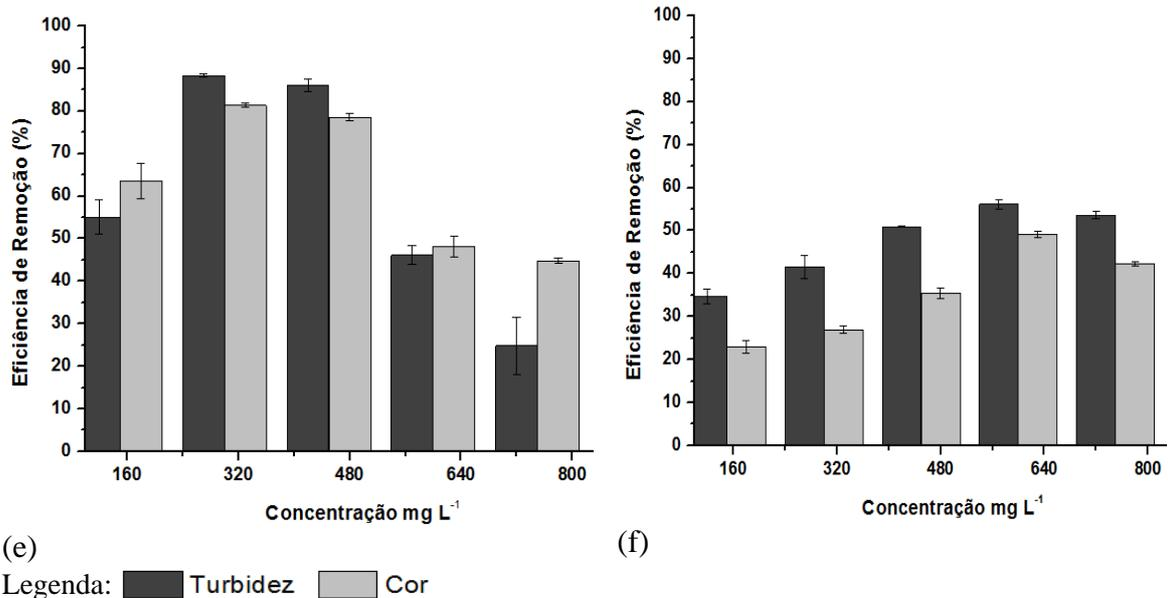 Eficiência de Remoção (%)
100
90
80
70
60
50
40
30
20
10
0
160 320 480 640 800
Concentração mg L⁻¹
(e)
Eficiência de Remoção (%)
100
90
80
70
60
50
40
30
20
10
0
160 320 480 640 800
Concentração mg L⁻¹
(f)
Legenda: Turbidez Cor